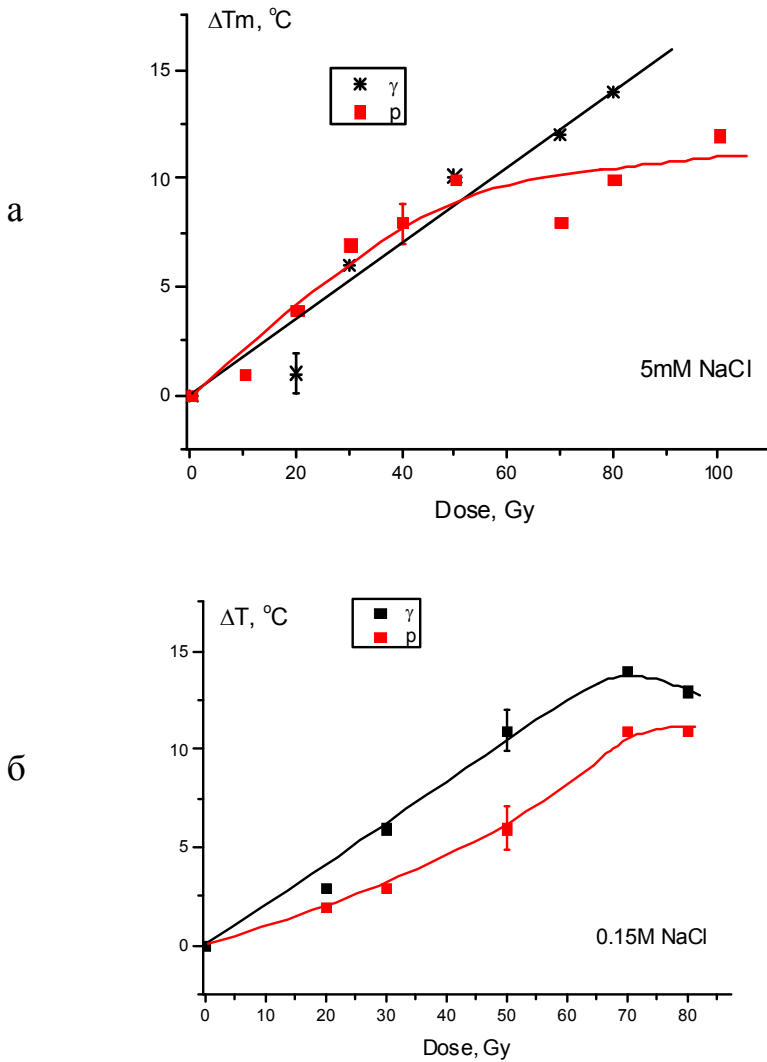 ΔTm, °C
15
10
5
0
γ
p
а
5mM NaCl
0 20 40 60 80 100
Dose, Gy
ΔT, °C
15
10
5
0
γ
p
б
0.15M NaCl
0 10 20 30 40 50 60 70 80
Dose, Gy